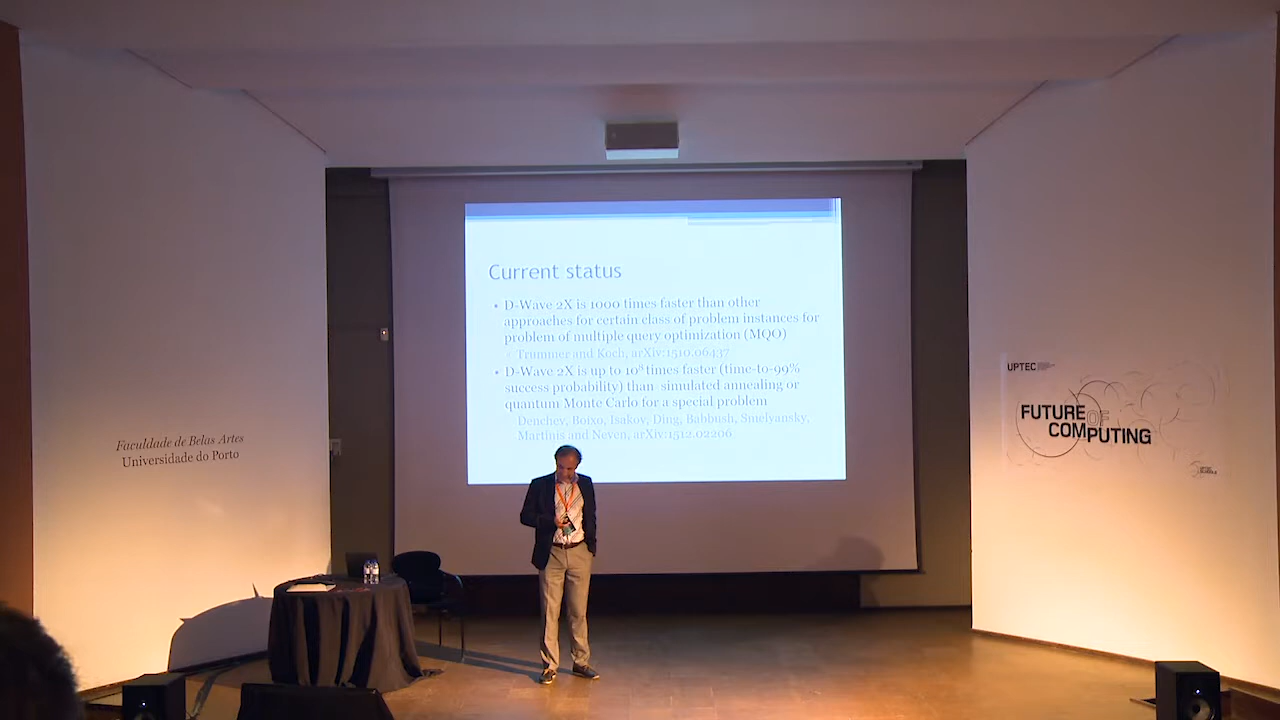 Current status
• D-Wave 2X is 1000 times faster than other
approaches for certain class of problem instances for
problem of multiple query optimization (MQO)
Trummer and Koch, arXiv:1510.06437
• D-Wave 2X is up to 10⁸ times faster (time-to-99%
success probability) than simulated annealing or
quantum Monte Carlo for a special problem
Denchev, Boixo, Isakov, Ding, Babbush, Smelyansky,
Martinis and Neven, arXiv:1512.02206
Faculdade de Belas Artes
Universidade do Porto
UPTEC
FUTURE OF
COMPUTING